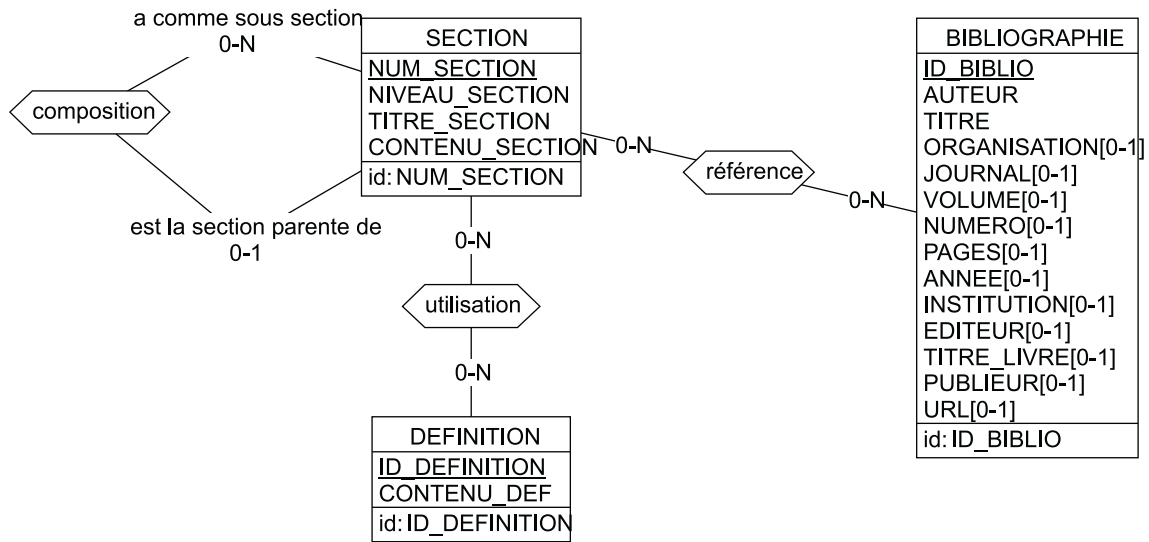 a comme sous section
0-N
composition
est la section parente de
0-1
SECTION
NUM_SECTION
NIVEAU_SECTION
TITRE_SECTION
CONTENU_SECTION
id: NUM_SECTION
0-N
référence
0-N
0-N
utilisation
0-N
DEFINITION
ID_DEFINITION
CONTENU_DEF
id: ID_DEFINITION
BIBLIOGRAPHIE
ID_BIBLIO
AUTEUR
TITRE
ORGANISATION[0-1]
JOURNAL[0-1]
VOLUME[0-1]
NUMERO[0-1]
PAGES[0-1]
ANNEE[0-1]
INSTITUTION[0-1]
EDITEUR[0-1]
TITRE_LIVRE[0-1]
PUBLIEUR[0-1]
URL[0-1]
id: ID_BIBLIO